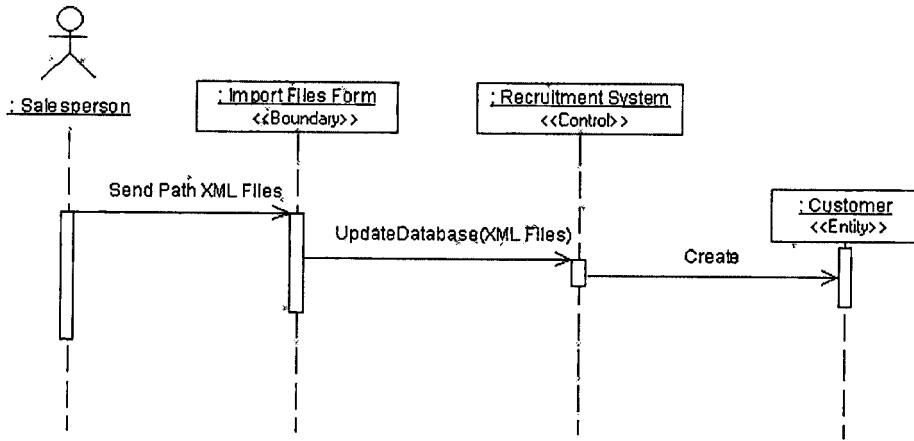 : Salesperson
: Import Files Form
<<Boundary>>
: Recruitment System
<<Control>>
Send Path XML Files
: Customer
<<Entity>>
UpdateDatabase(XML Files)
Create